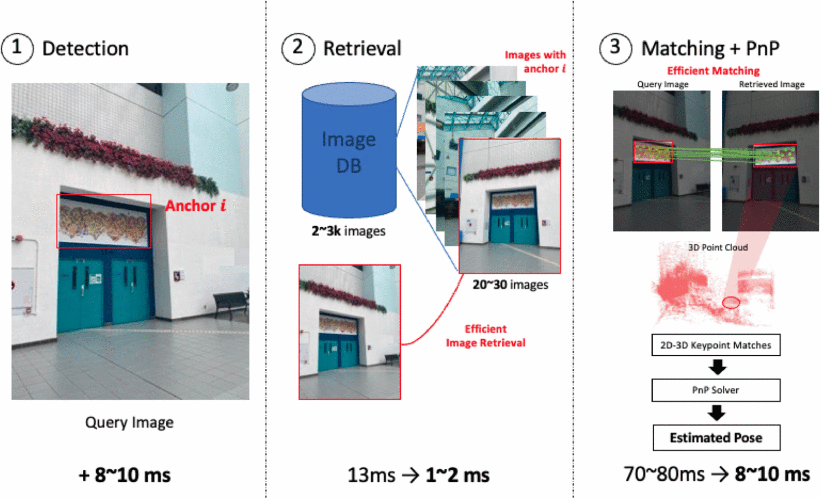 1 Detection
Anchor i
Query Image
+ 8~10 ms
2 Retrieval
Images with
anchor i
Image
DB
2~3k images
20~30 images
Efficient
Image Retrieval
13ms → 1~2 ms
3 Matching + PnP
Efficient Matching
Query Image
Retrieved Image
3D Point Cloud
2D-3D Keypoint Matches
PnP Solver
Estimated Pose
70~80ms → 8~10 ms